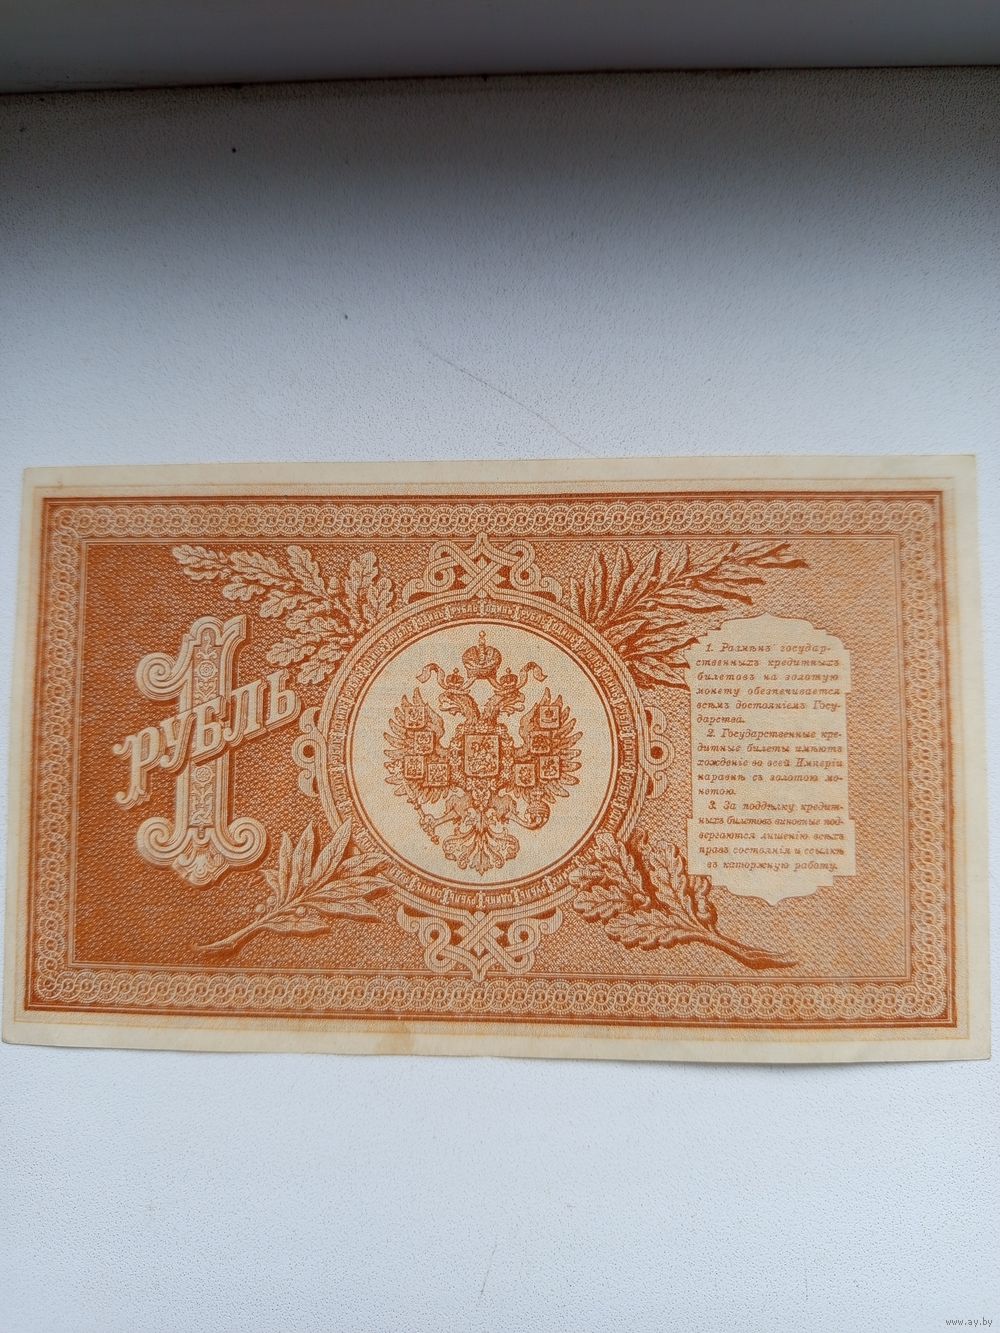 1
РУБЛЬ
1. Размѣнъ государ-
ственныхъ кредитныхъ
билетовъ на золотую
монету обезпечивается
всѣмъ достояніемъ Госу-
дарства.
2. Государственные кре-
дитные билеты имѣютъ
хожденіе во всей Имперіи
наравнѣ съ золотою мо-
нетою.
3. За поддѣлку кредит-
ныхъ билетовъ виновные под-
вергаются лишенію всѣхъ
правъ состоянія и ссылкѣ
въ каторжную работу.
www.ay.by